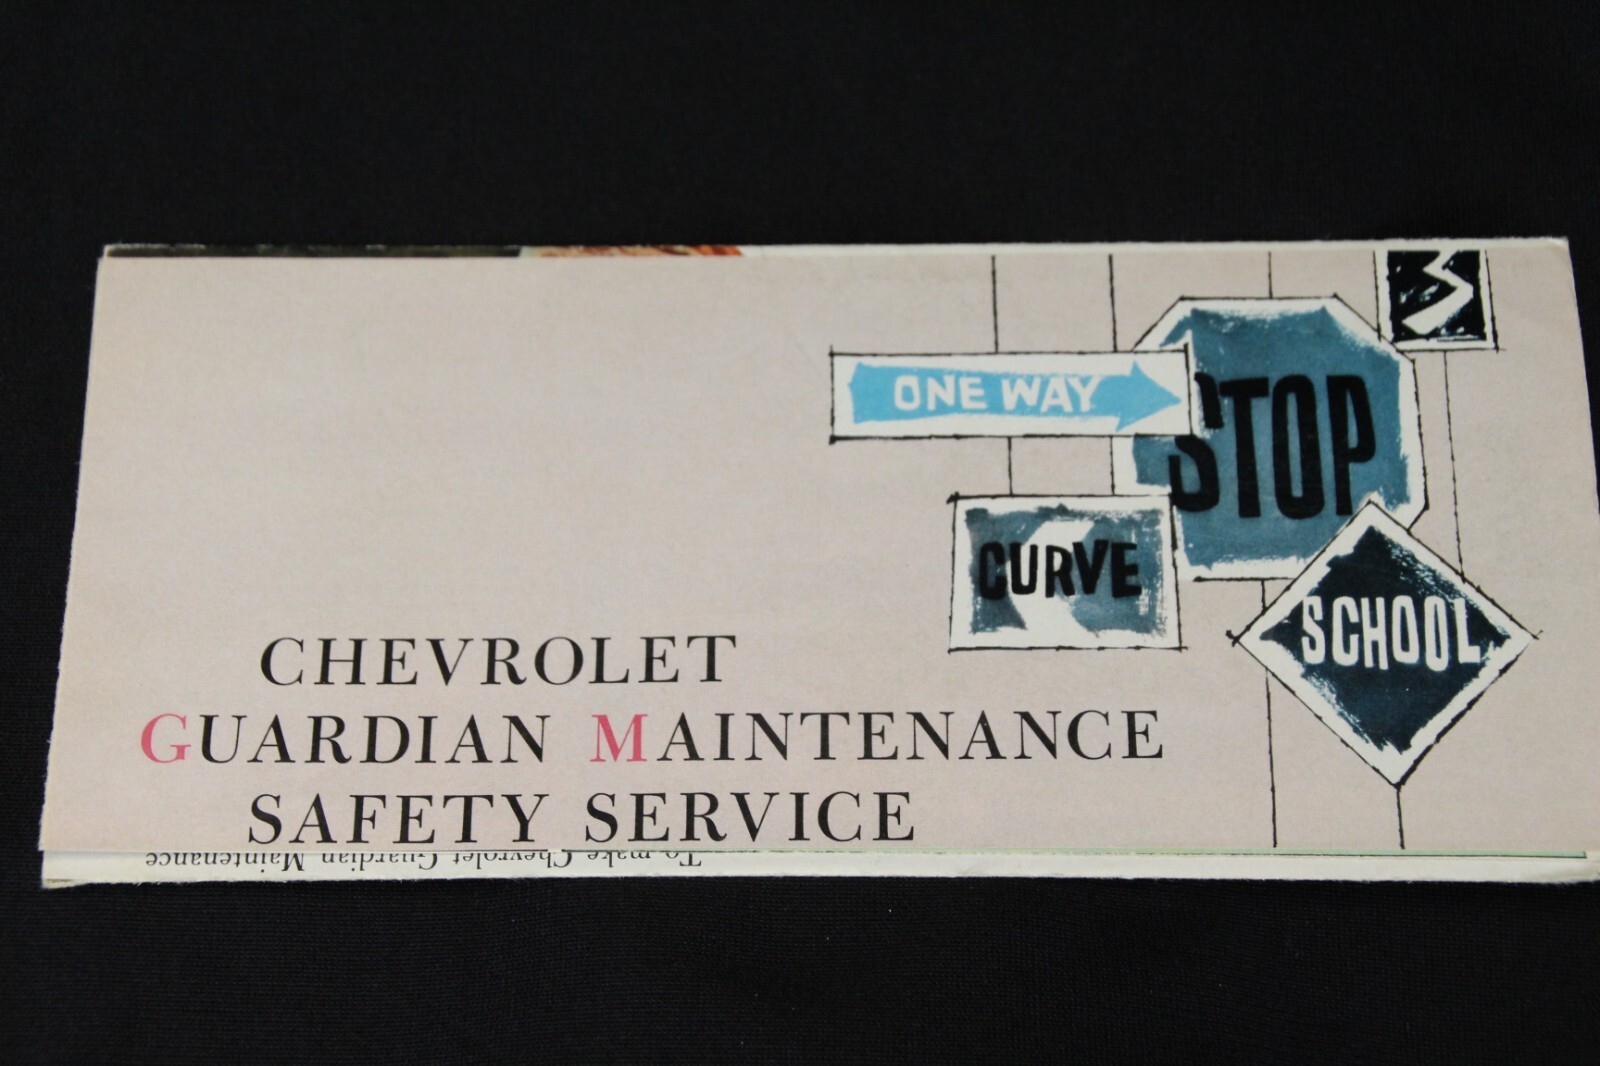 ONE WAY
STOP
CURVE
SCHOOL
CHEVROLET
GUARDIAN MAINTENANCE
SAFETY SERVICE
To make Chevrolet Guardian Maintenance